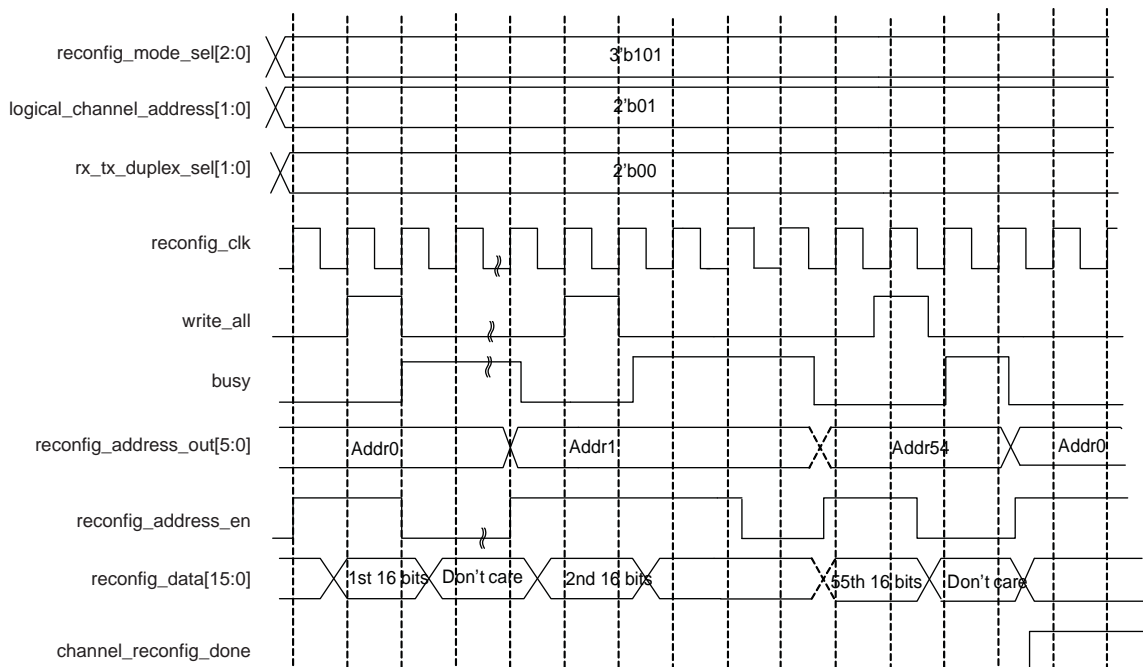 reconfig_mode_sel[2:0]
3'b101
logical_channel_address[1:0]
2'b01
rx_tx_duplex_sel[1:0]
2'b00
reconfig_clk
write_all
busy
reconfig_address_out[5:0]
Addr0
Addr1
Addr54
Addr0
reconfig_address_en
reconfig_data[15:0]
1st 16 bits
Don't care
2nd 16 bits
55th 16 bits
Don't care
channel_reconfig_done